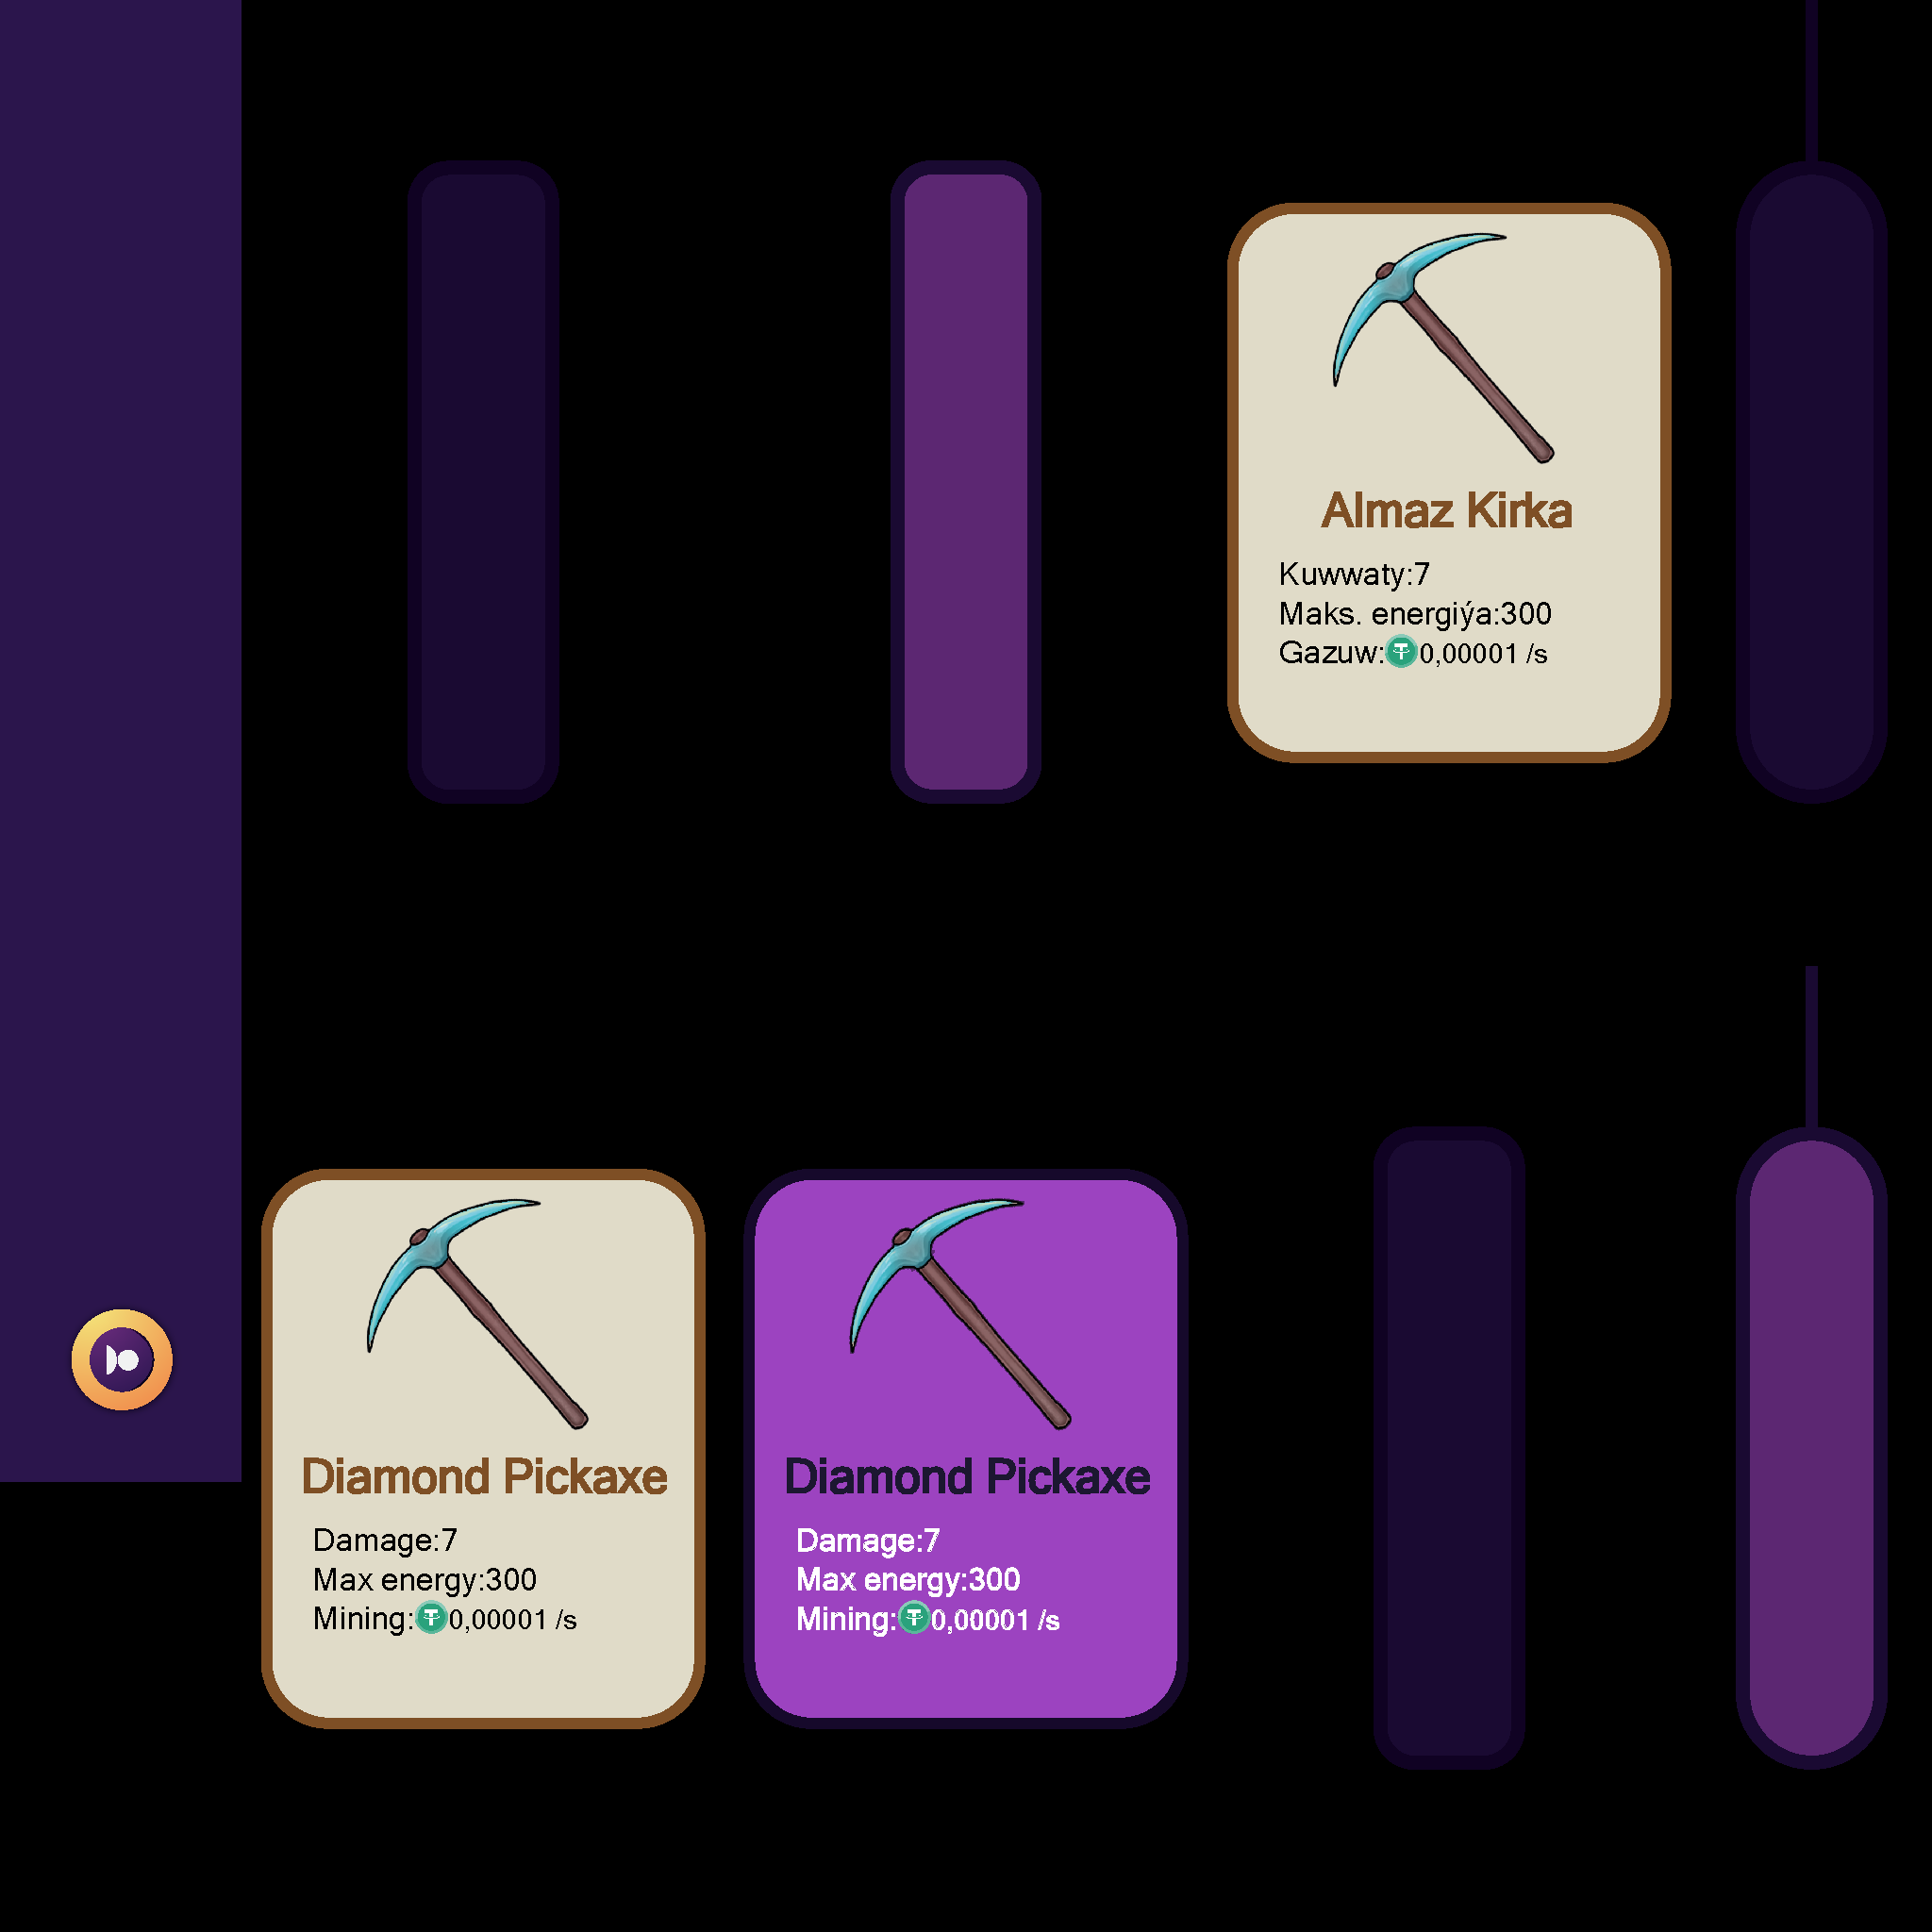 Almaz Kirka
Kuwwaty:7
Maks. energiýa:300
Gazuw:0,00001 /s
Diamond Pickaxe
Damage:7
Max energy:300
Mining:0,00001 /s
Diamond Pickaxe
Damage:7
Max energy:300
Mining:0,00001 /s